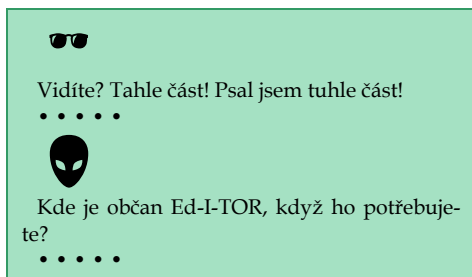 Vidíte? Tahle část! Psal jsem tuhle část!
• • • • •
Kde je občan Ed-I-TOR, když ho potřebuje-
te?
• • • • •